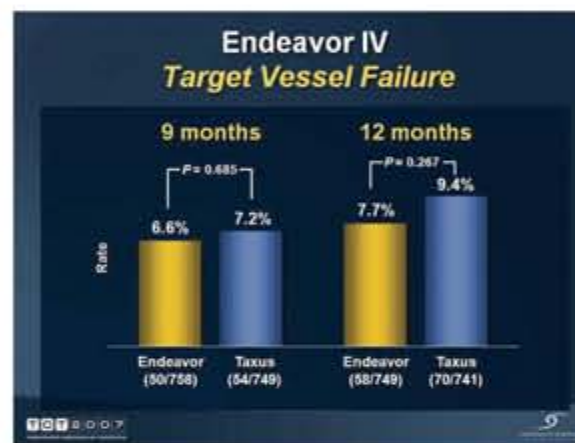 Endeavor IV
Target Vessel Failure
9 months
12 months
P = 0.685
P = 0.267
6.6%
7.2%
7.7%
9.4%
Rate
Endeavor
(50/758)
Taxus
(54/749)
Endeavor
(58/749)
Taxus
(70/741)
TCT2007